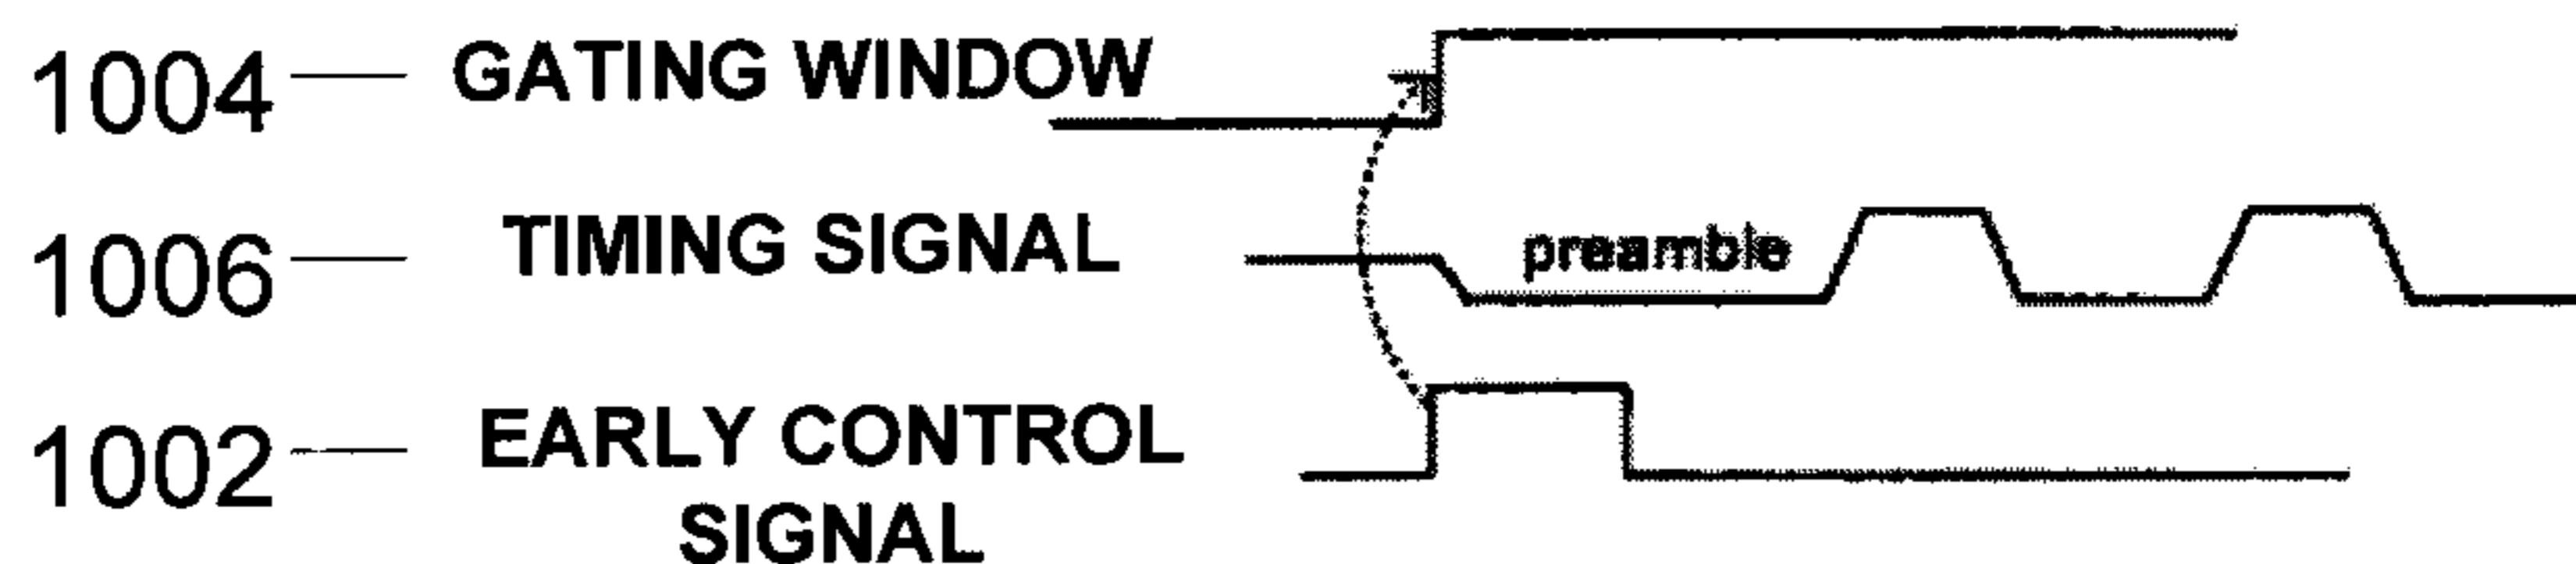 1004 GATING WINDOW
1006 TIMING SIGNAL preamble
1002 EARLY CONTROL
SIGNAL